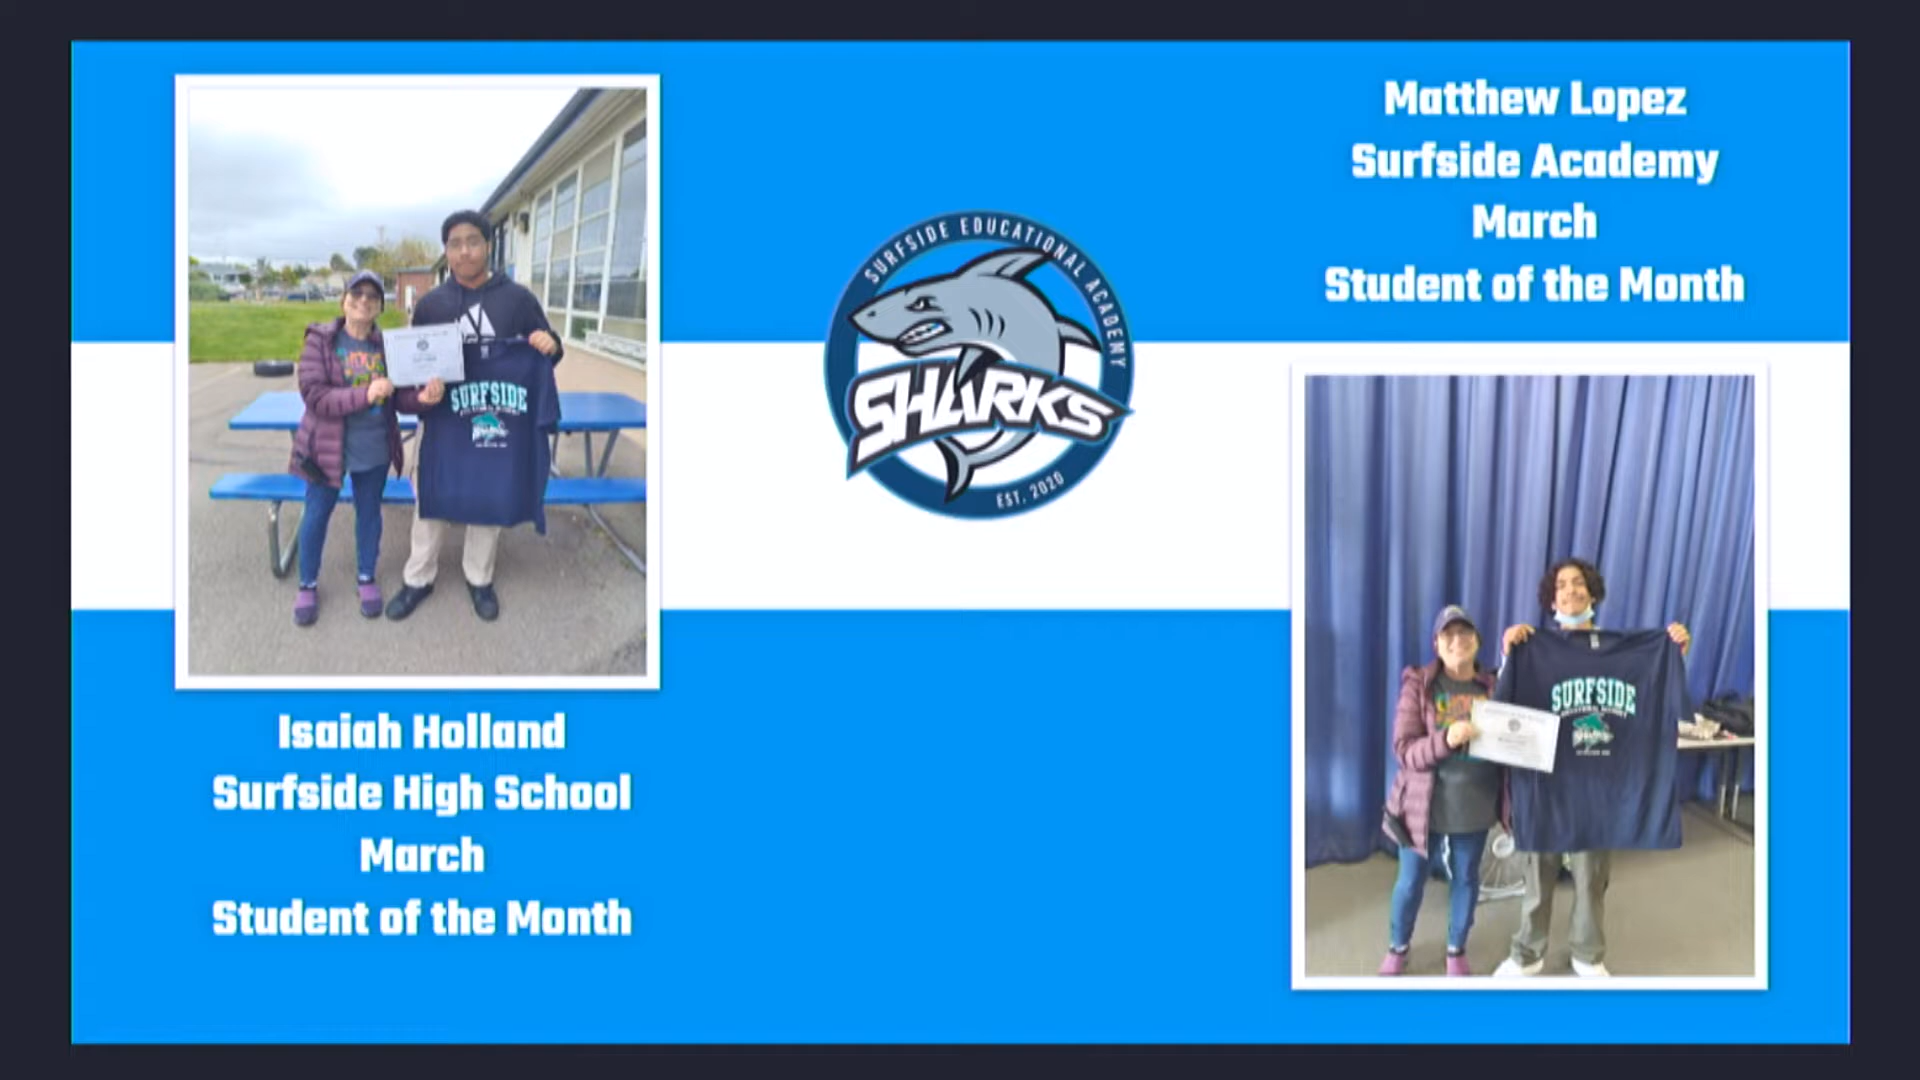 Matthew Lopez
Surfside Academy
March
Student of the Month
SURFSIDE EDUCATIONAL ACADEMY
SHARKS
EST. 2020
SURFSIDE
Isaiah Holland
Surfside High School
March
Student of the Month
SURFSIDE